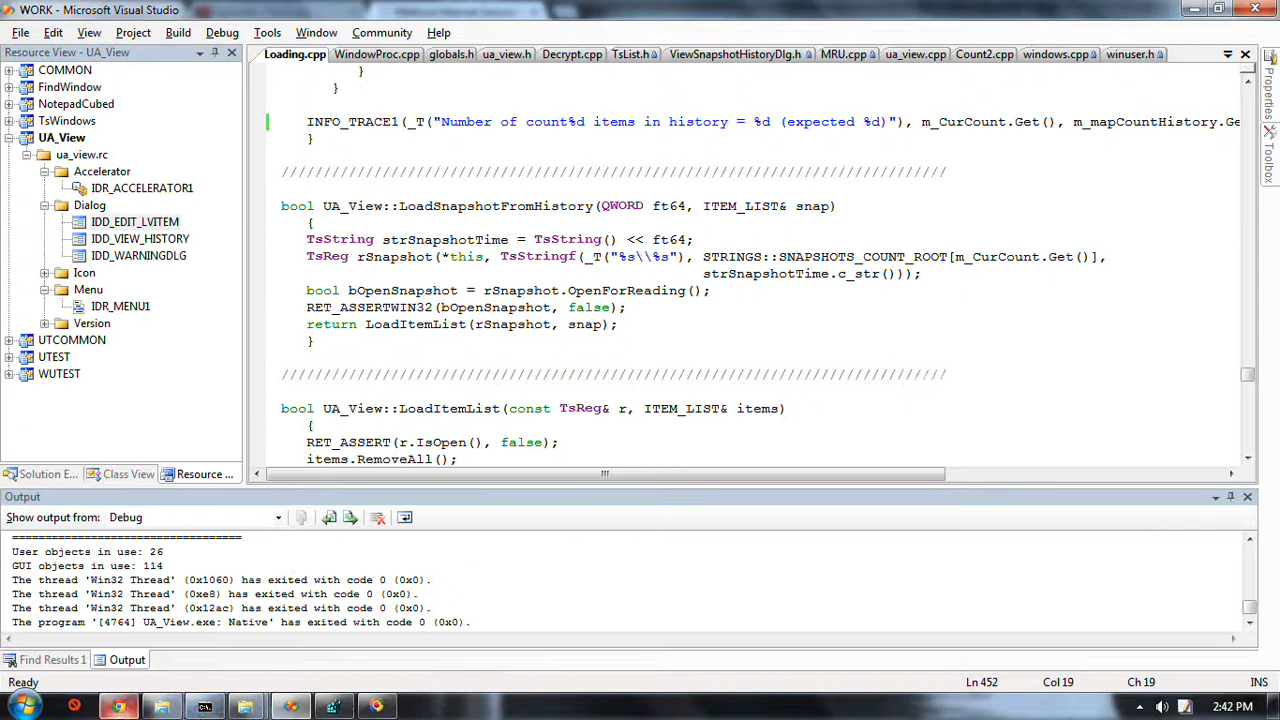 WORK - Microsoft Visual Studio
File Edit View Project Build Debug Tools Window Community Help
Resource View - UA_View
COMMON
FindWindow
NotepadCubed
TsWindows
UA_View
ua_view.rc
Accelerator
IDR_ACCELERATOR1
Dialog
IDD_EDIT_LVITEM
IDD_VIEW_HISTORY
IDD_WARNINGDLG
Icon
Menu
IDR_MENU1
Version
UTCOMMON
UTEST
WUTEST
Solution E... Class View Resource ...
Loading.cpp WindowProc.cpp globals.h ua_view.h Decrypt.cpp TsList.h ViewSnapshotHistoryDlg.h MRU.cpp ua_view.cpp Count2.cpp windows.cpp winuser.h
}
}
INFO_TRACE1(_T("Number of count%d items in history = %d (expected %d)"), m_CurCount.Get(), m_mapCountHistory.Ge
}
///////////////////////////////////////////////////////////////////////////////
bool UA_View::LoadSnapshotFromHistory(QWORD ft64, ITEM_LIST& snap)
{
TsString strSnapshotTime = TsString() << ft64;
TsReg rSnapshot(*this, TsStringf(_T("%s\\%s"), STRINGS::SNAPSHOTS_COUNT_ROOT[m_CurCount.Get()],
strSnapshotTime.c_str()));
bool bOpenSnapshot = rSnapshot.OpenForReading();
RET_ASSERTWIN32(bOpenSnapshot, false);
return LoadItemList(rSnapshot, snap);
}
///////////////////////////////////////////////////////////////////////////////
bool UA_View::LoadItemList(const TsReg& r, ITEM_LIST& items)
{
RET_ASSERT(r.IsOpen(), false);
items.RemoveAll();
Properties
Toolbox
Output
Show output from: Debug
===================================
User objects in use: 26
GUI objects in use: 114
The thread 'Win32 Thread' (0x1060) has exited with code 0 (0x0).
The thread 'Win32 Thread' (0xe8) has exited with code 0 (0x0).
The thread 'Win32 Thread' (0x12ac) has exited with code 0 (0x0).
The program '[4764] UA_View.exe: Native' has exited with code 0 (0x0).
Find Results 1 Output
Ready Ln 452 Col 19 Ch 19 INS
2:42 PM